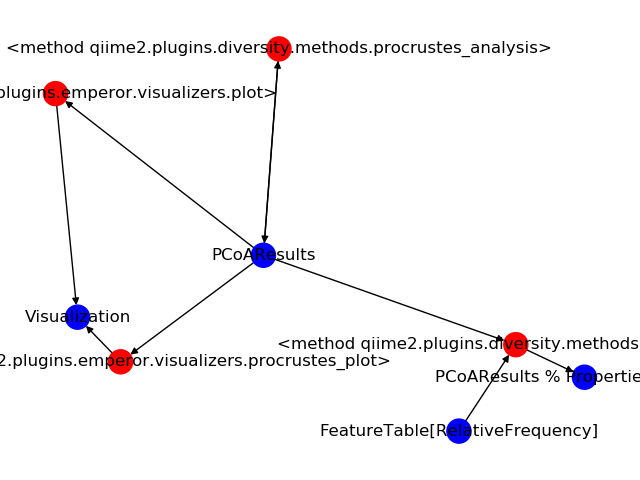 <method qiime2.plugins.diversity.methods.procrustes_analysis>
plugins.emperor.visualizers.plot>
PCoAResults
Visualization
<method qiime2.plugins.diversity.methods
2.plugins.emperor.visualizers.procrustes_plot>
PCoAResults % Propertie
FeatureTable[RelativeFrequency]